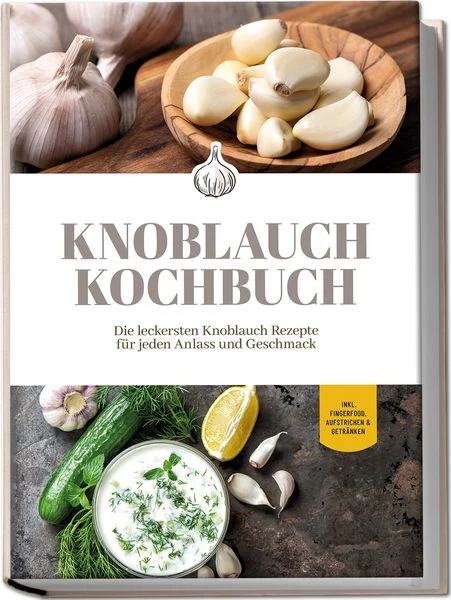 KNOBLAUCH
KOCHBUCH
Die leckersten Knoblauch Rezepte
für jeden Anlass und Geschmack
INKL.
FINGERFOOD,
AUFSTRICHEN &
GETRÄNKEN